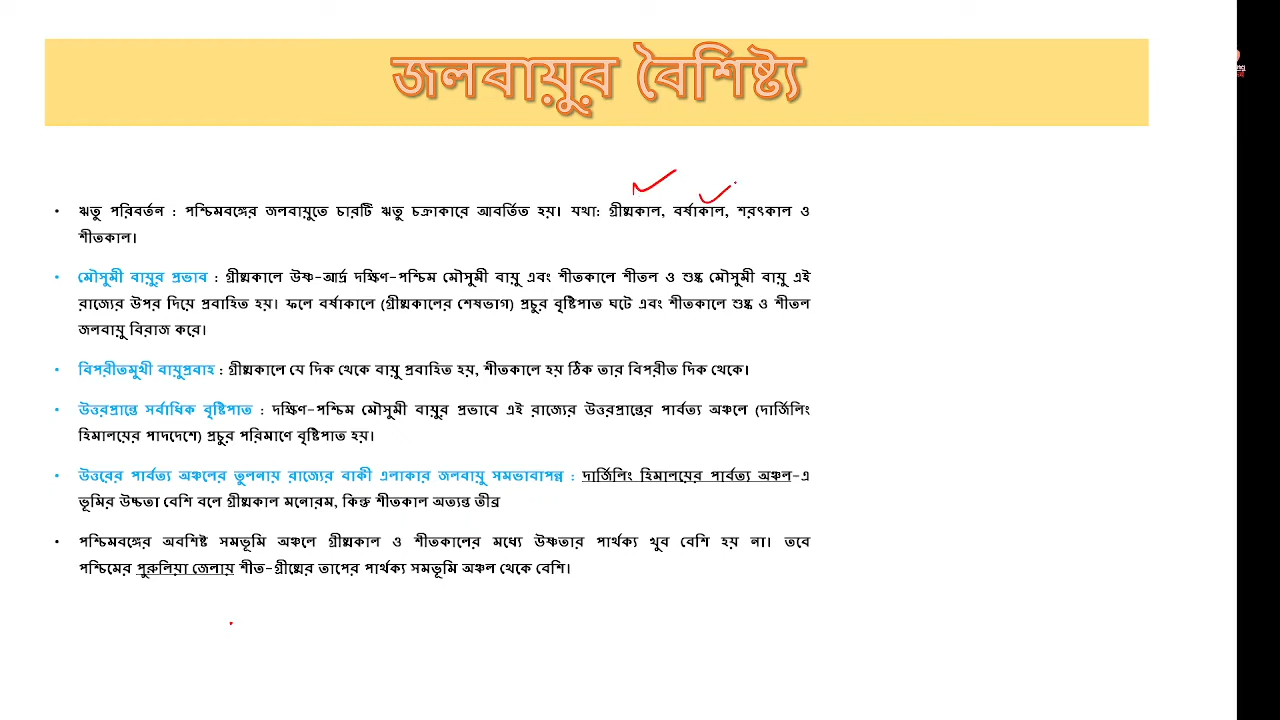 জলবায়ুর বৈশিষ্ট্য
• ঋতু পরিবর্তন : পশ্চিমবঙ্গের জলবায়ুতে চারটি ঋতু চক্রাকারে আবর্তিত হয়। যথা: গ্রীষ্মকাল, বর্ষাকাল, শরৎকাল ও
শীতকাল।
• মৌসুমী বায়ুর প্রভাব : গ্রীষ্মকালে উষ্ণ-আর্দ্র দক্ষিণ-পশ্চিম মৌসুমী বায়ু এবং শীতকালে শীতল ও শুষ্ক মৌসুমী বায়ু এই
রাজ্যের উপর দিয়ে প্রবাহিত হয়। ফলে বর্ষাকালে (গ্রীষ্মকালের শেষভাগ) প্রচুর বৃষ্টিপাত ঘটে এবং শীতকালে শুষ্ক ও শীতল
জলবায়ু বিরাজ করে।
• বিপরীতমুখী বায়ুপ্রবাহ : গ্রীষ্মকালে যে দিক থেকে বায়ু প্রবাহিত হয়, শীতকালে হয় ঠিক তার বিপরীত দিক থেকে।
• উত্তরপ্রান্তে সর্বাধিক বৃষ্টিপাত : দক্ষিণ-পশ্চিম মৌসুমী বায়ুর প্রভাবে এই রাজ্যের উত্তরপ্রান্তের পার্বত্য অঞ্চলে (দার্জিলিং
হিমালয়ের পাদদেশে) প্রচুর পরিমাণে বৃষ্টিপাত হয়।
• উত্তরের পার্বত্য অঞ্চলের তুলনায় রাজ্যের বাকী এলাকার জলবায়ু সমভাবাপন্ন : দার্জিলিং হিমালয়ের পার্বত্য অঞ্চল-এ
ভূমির উচ্চতা বেশি বলে গ্রীষ্মকাল মনোরম, কিন্তু শীতকাল অত্যন্ত তীব্র
• পশ্চিমবঙ্গের অবশিষ্ট সমভূমি অঞ্চলে গ্রীষ্মকাল ও শীতকালের মধ্যে উষ্ণতার পার্থক্য খুব বেশি হয় না। তবে
পশ্চিমের পুরুলিয়া জেলায় শীত-গ্রীষ্মের তাপের পার্থক্য সমভূমি অঞ্চল থেকে বেশি।